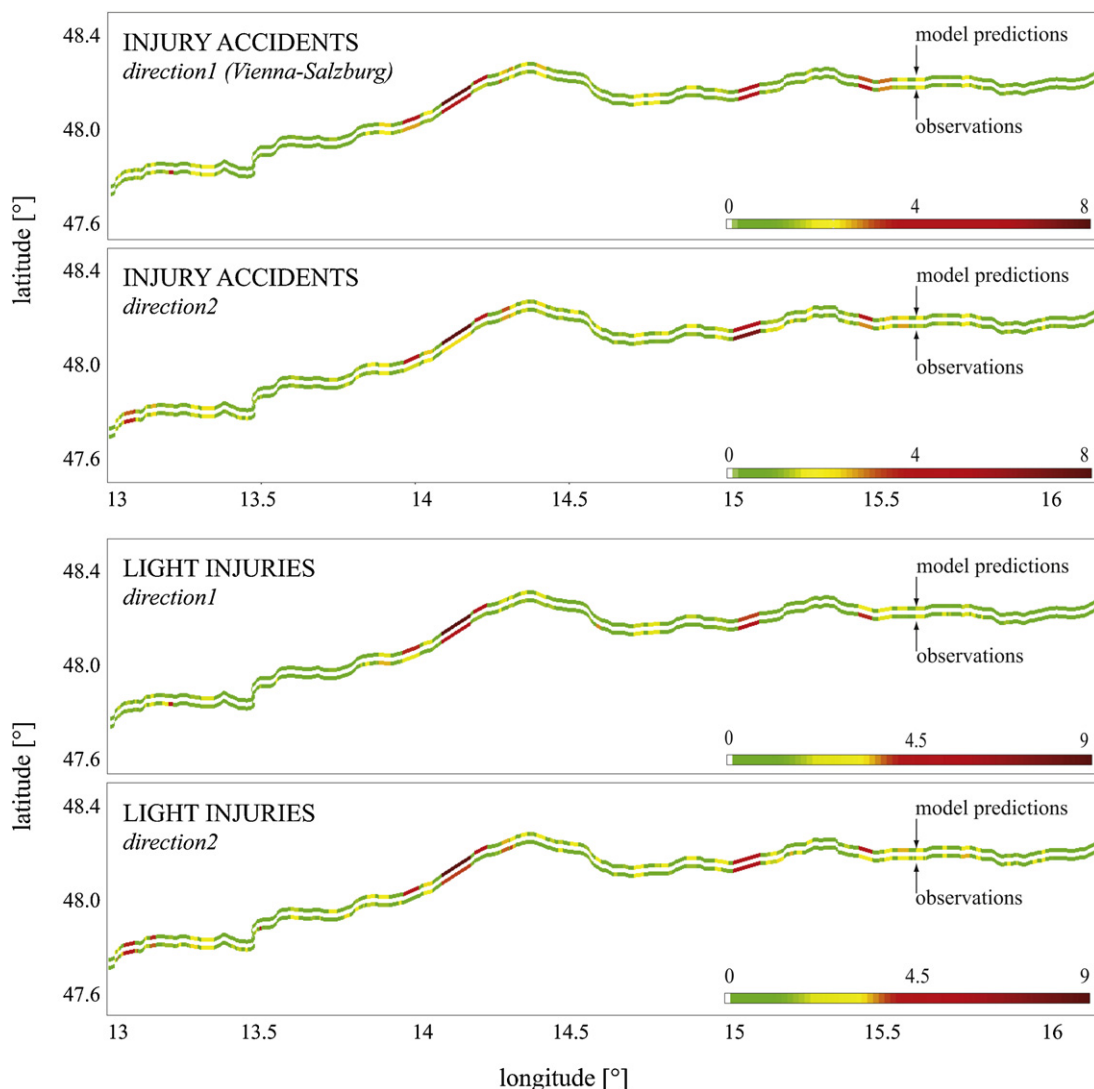 48.4
INJURY ACCIDENTS
model predictions
direction1 (Vienna-Salzburg)
48.0
observations
0 4 8
47.6
latitude [°]
48.4
INJURY ACCIDENTS
model predictions
direction2
48.0
observations
0 4 8
47.6
13 13.5 14 14.5 15 15.5 16
48.4
LIGHT INJURIES
model predictions
direction1
48.0
observations
0 4.5 9
47.6
latitude [°]
48.4
LIGHT INJURIES
model predictions
direction2
48.0
observations
0 4.5 9
47.6
13 13.5 14 14.5 15 15.5 16
longitude [°]